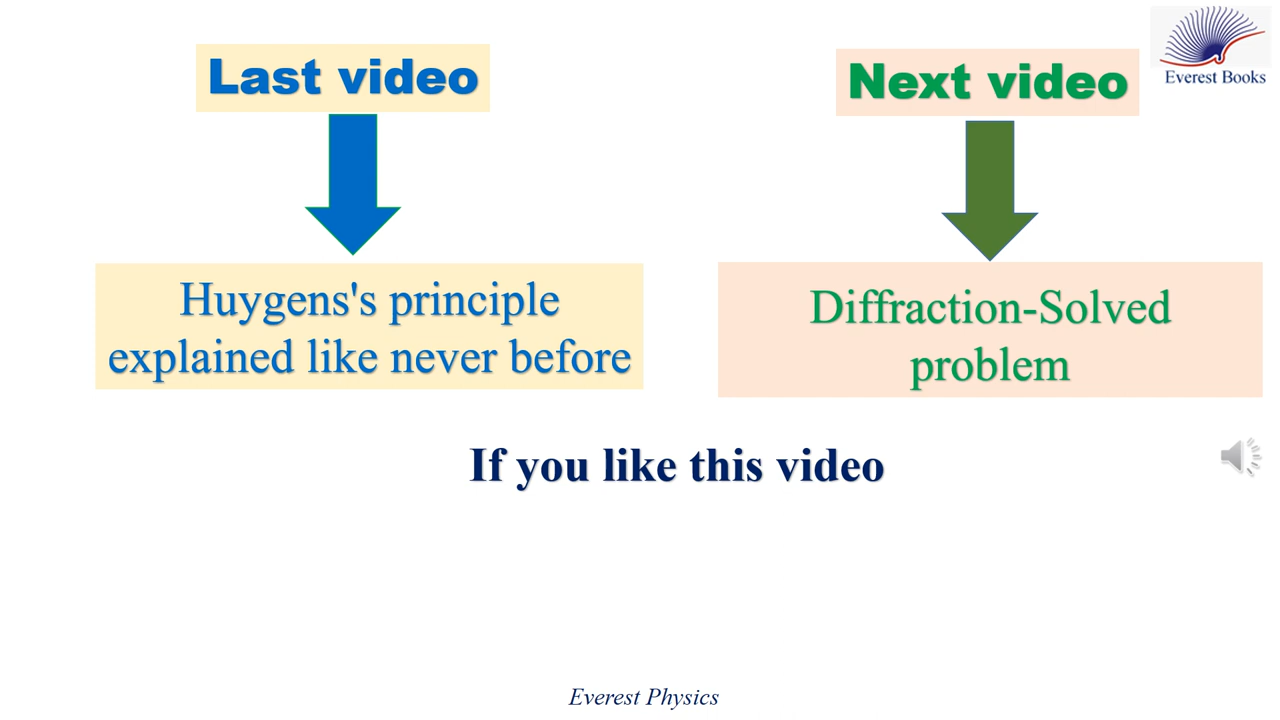 Last video
Next video
Everest Books
Huygens's principle
explained like never before
Diffraction-Solved
problem
If you like this video
Everest Physics